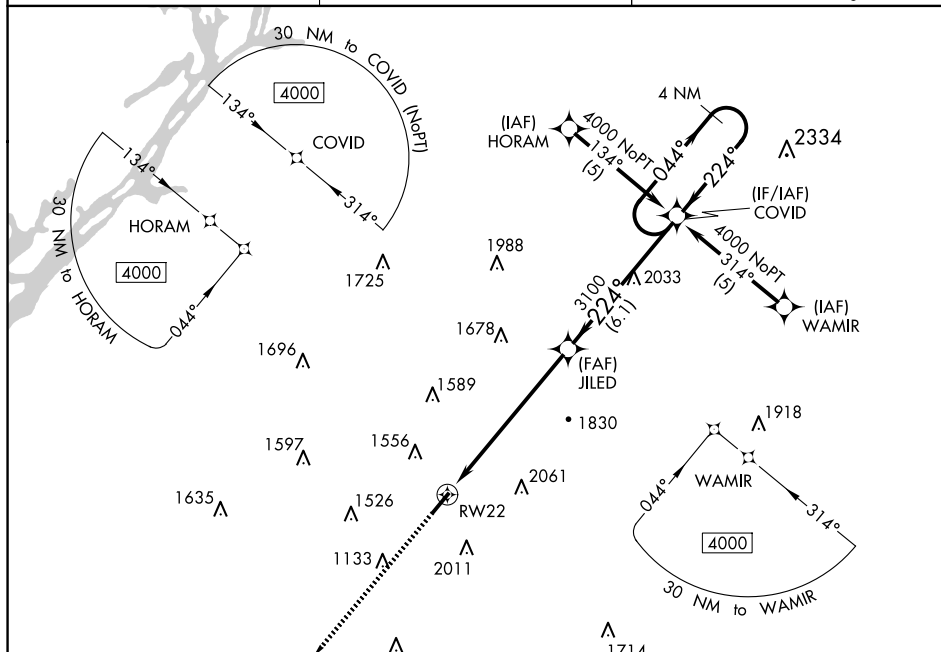 30 NM to COVID (NoPT)
4000
134°
COVID
314°
134°
HORAM
4000
30 NM to HORAM
044°
(IAF)
HORAM
4000 NoPT
134°
(5)
4 NM
044°
224°
2334
(IF/IAF)
COVID
4000 NoPT
314°
(5)
(IAF)
WAMIR
1725
1988
2033
3100
224°
(6.1)
1678
1696
(FAF)
JILED
1589
1830
1918
1597
1556
2061
WAMIR
044°
314°
4000
30 NM to WAMIR
1635
1526
RW22
1133
2011
1714